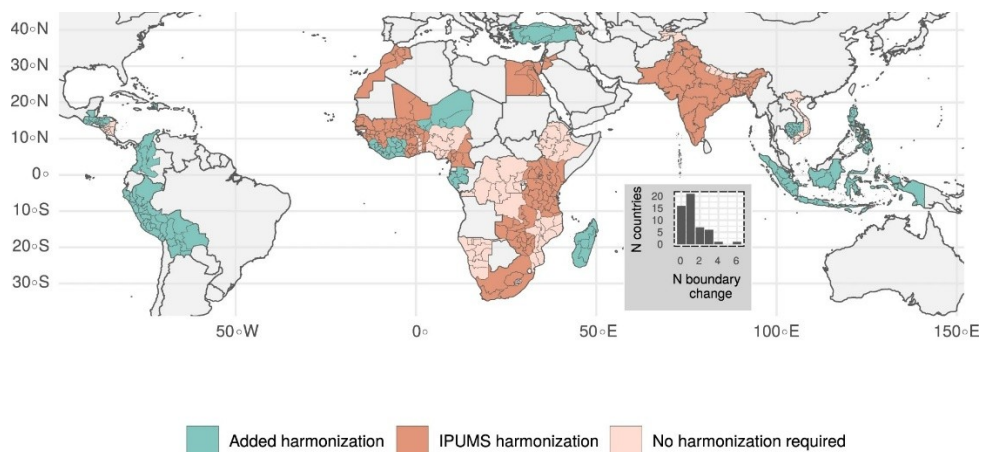 40°N
30°N
20°N
10°N
0°
10°S
20°S
30°S
50°W
0°
50°E
100°E
150°E
N countries
20
15
10
5
0
0 2 4 6
N boundary
change
Added harmonization
IPUMS harmonization
No harmonization required